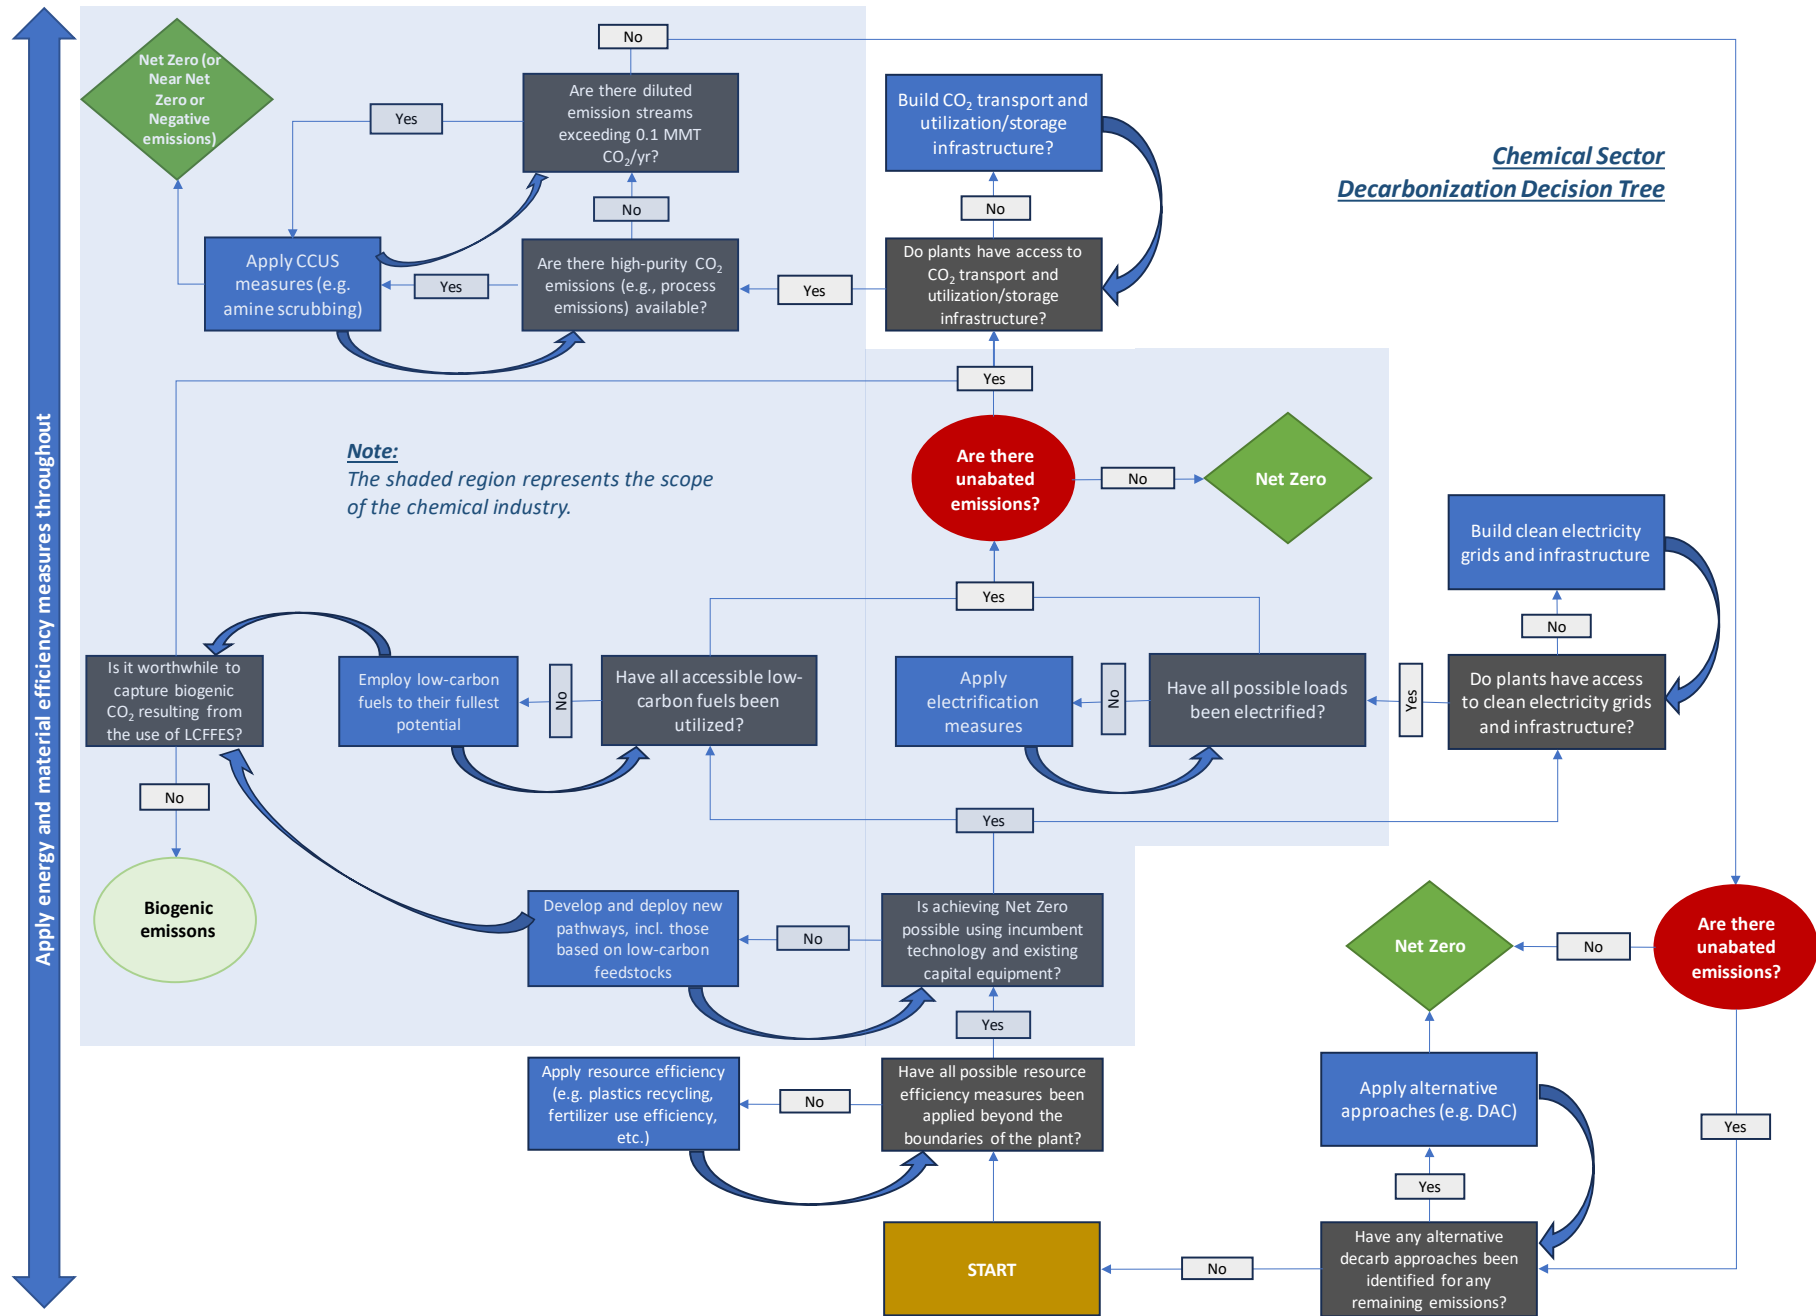 Apply energy and material efficiency measures throughout
Net Zero (or
Near Net
Zero or
Negative
emissions)
No
Are there diluted
emission streams
exceeding 0.1 MMT
CO₂/yr?
Yes
No
Apply CCUS
measures (e.g.
amine scrubbing)
Yes
Are there high-purity CO₂
emissions (e.g., process
emissions) available?
Yes
Build CO₂ transport and
utilization/storage
infrastructure?
No
Do plants have access to
CO₂ transport and
utilization/storage
infrastructure?
Chemical Sector
Decarbonization Decision Tree
Yes
Note:
The shaded region represents the scope
of the chemical industry.
Are there
unabated
emissions?
No
Net Zero
Build clean electricity
grids and infrastructure
No
Yes
Is it worthwhile to
capture biogenic
CO₂ resulting from
the use of LCFFES?
Employ low-carbon
fuels to their fullest
potential
No
Have all accessible low-
carbon fuels been
utilized?
Apply
electrification
measures
No
Have all possible loads
been electrified?
Yes
Do plants have access
to clean electricity grids
and infrastructure?
No
Yes
Biogenic
emissons
Develop and deploy new
pathways, incl. those
based on low-carbon
feedstocks
No
Is achieving Net Zero
possible using incumbent
technology and existing
capital equipment?
Net Zero
No
Are there
unabated
emissions?
Yes
Apply resource efficiency
(e.g. plastics recycling,
fertilizer use efficiency,
etc.)
No
Have all possible resource
efficiency measures been
applied beyond the
boundaries of the plant?
Apply alternative
approaches (e.g. DAC)
Yes
Yes
START
No
Have any alternative
decarb approaches been
identified for any
remaining emissions?